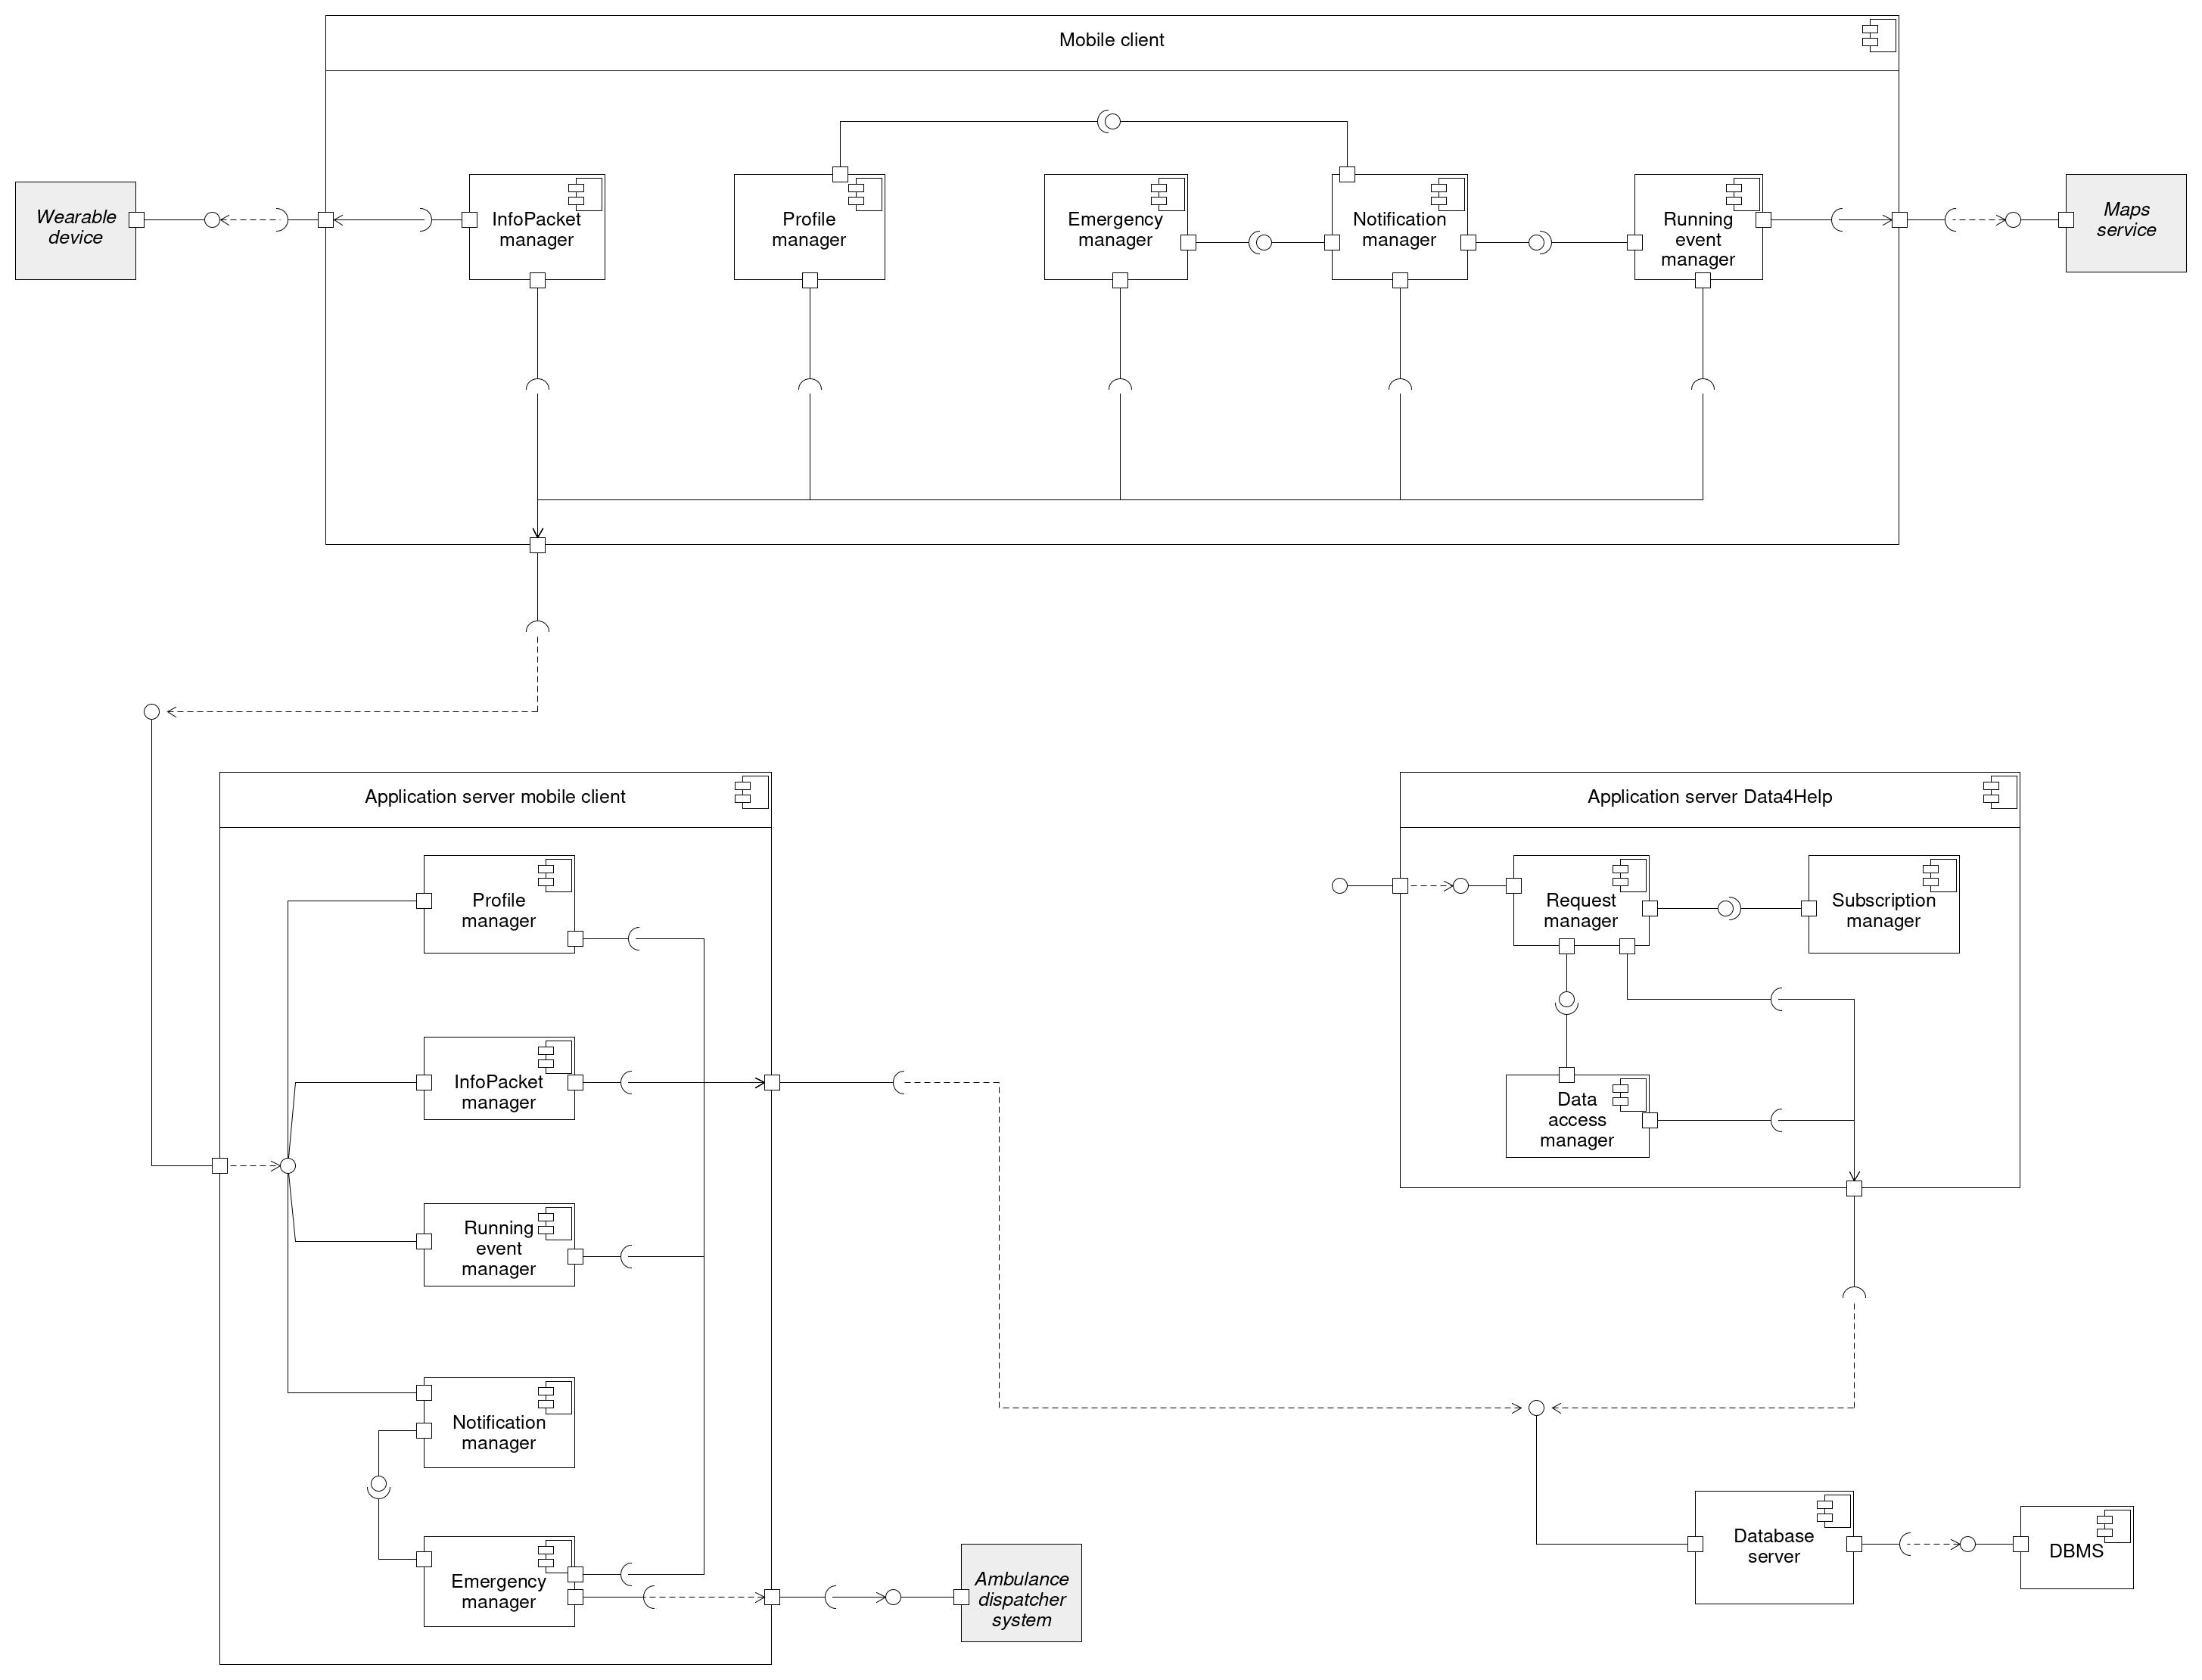 Mobile client
Wearable
device
InfoPacket
manager
Profile
manager
Emergency
manager
Notification
manager
Running
event
manager
Maps
service
Application server mobile client
Profile
manager
InfoPacket
manager
Running
event
manager
Notification
manager
Emergency
manager
Ambulance
dispatcher
system
Application server Data4Help
Request
manager
Subscription
manager
Data
access
manager
Database
server
DBMS